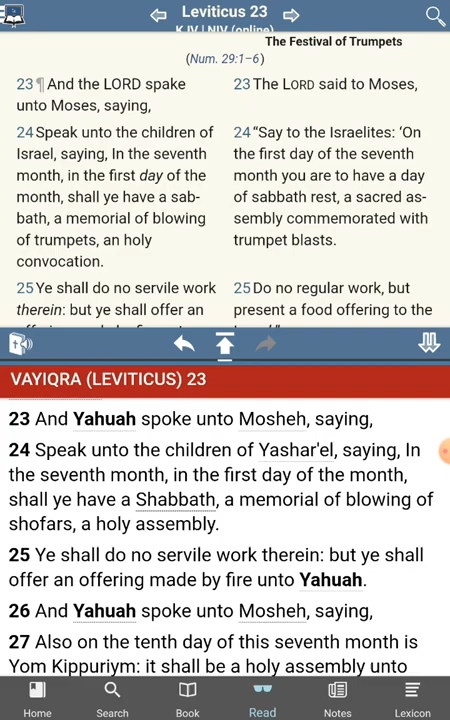 Leviticus 23
KJV | NIV (online)
The Festival of Trumpets
(Num. 29:1–6)
23 ¶ And the LORD spake
unto Moses, saying,
24 Speak unto the children of
Israel, saying, In the seventh
month, in the first day of the
month, shall ye have a sab-
bath, a memorial of blowing
of trumpets, an holy
convocation.
25 Ye shall do no servile work
therein: but ye shall offer an
23 The LORD said to Moses,
24 “Say to the Israelites: ‘On
the first day of the seventh
month you are to have a day
of sabbath rest, a sacred as-
sembly commemorated with
trumpet blasts.
25 Do no regular work, but
present a food offering to the
VAYIQRA (LEVITICUS) 23
23 And Yahuah spoke unto Mosheh, saying,
24 Speak unto the children of Yashar'el, saying, In
the seventh month, in the first day of the month,
shall ye have a Shabbath, a memorial of blowing of
shofars, a holy assembly.
25 Ye shall do no servile work therein: but ye shall
offer an offering made by fire unto Yahuah.
26 And Yahuah spoke unto Mosheh, saying,
27 Also on the tenth day of this seventh month is
Yom Kippuriym: it shall be a holy assembly unto
Home
Search
Book
Read
Notes
Lexicon